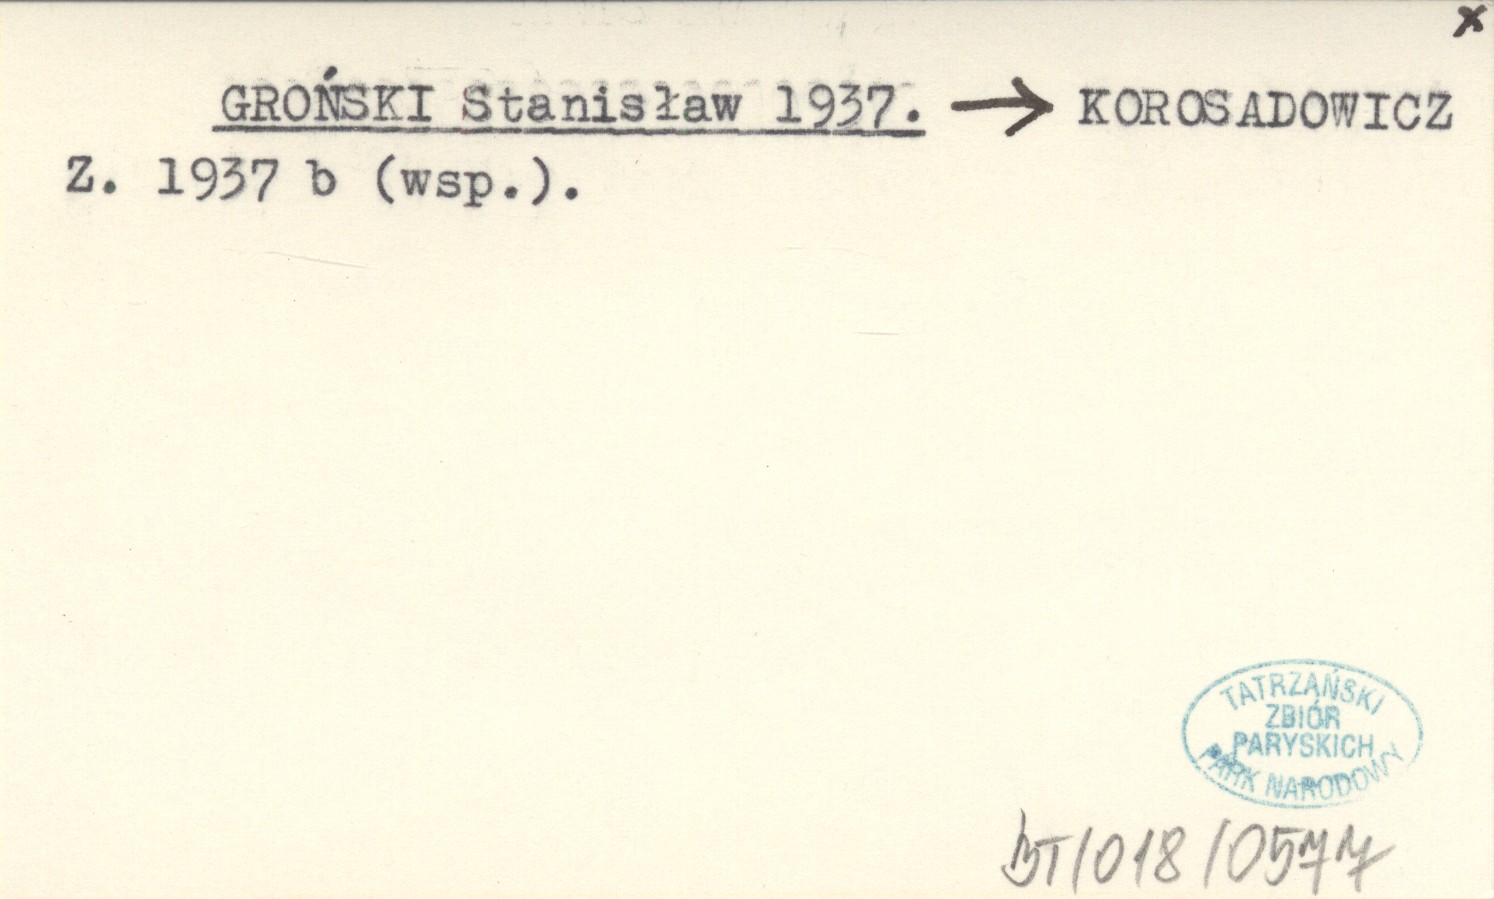 x
GROŃSKI Stanisław 1937. → KOROSADOWICZ
Z. 1937 b (wsp.).
TATRZAŃSKI
ZBIÓR
PARYSKICH
PARK NARODOWY
BT/018/0577